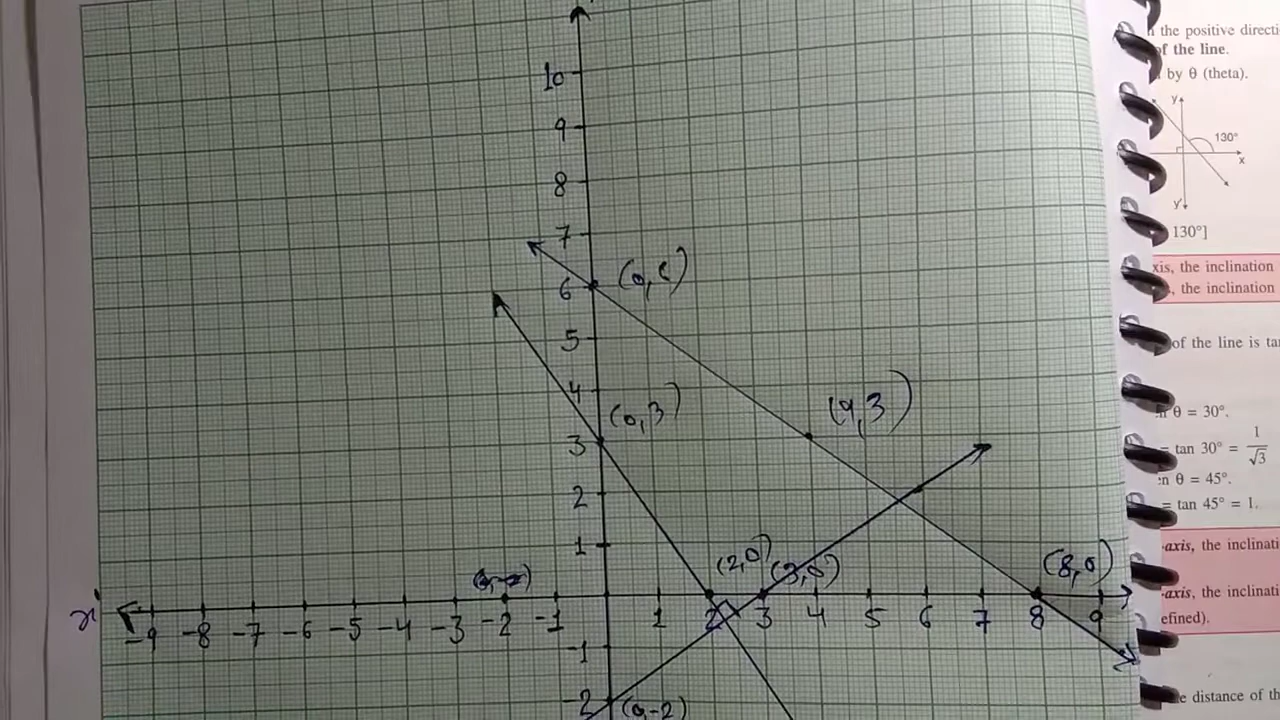 10
9
8
7
6
5
4
3
2
1
(0,3)
(4,3)
(2,0)
(3,0)
(8,0)
x'
-9 -8 -7 -6 -5 -4 -3 -2 -1 1 2 3 4 5 6 7 8 9
-1
-2
(0,-2)
the positive directi
of the line.
by θ (theta).
Y
130°
X
Y'
130°]
xis, the inclination
, the inclination
of the line is tan
θ = 30°.
= tan 30° = 1/√3
θ = 45°.
= tan 45° = 1.
-axis, the inclinati
-axis, the inclinati
efined).
e distance of th